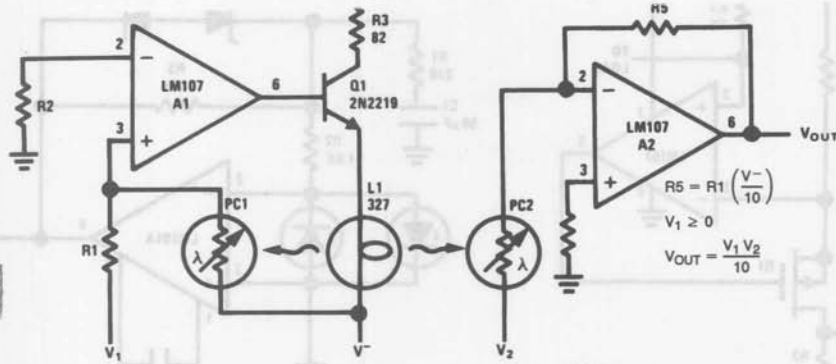 R3
82
2
LM107
A1
6
3
Q1
2N2219
R2
R1
PC1
λ
L1
327
V1
V⁻
R5
2
LM107
A2
6
3
VOUT
PC2
λ
V2
R5 = R1 (V⁻/10)
V1 ≥ 0
VOUT = V1 V2/10